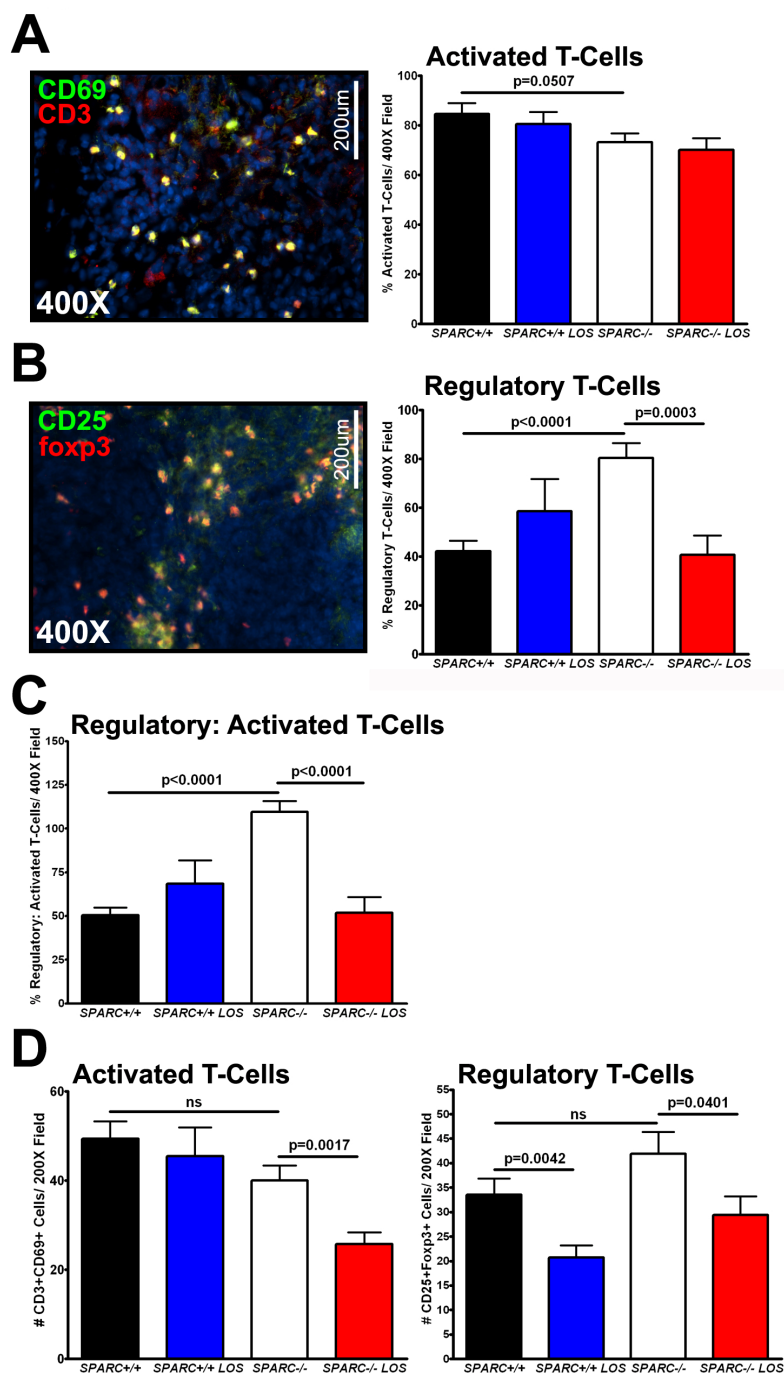 A
CD69
CD3
200um
400X
Activated T-Cells
% Activated T-Cells/ 400X Field
100
80
60
40
20
0
p=0.0507
SPARC+/+ SPARC+/+ LOS SPARC-/- SPARC-/- LOS
B
CD25
foxp3
200um
400X
Regulatory T-Cells
% Regulatory T-Cells/ 400X Field
100
80
60
40
20
0
p<0.0001
p=0.0003
SPARC+/+ SPARC+/+ LOS SPARC-/- SPARC-/- LOS
C
Regulatory: Activated T-Cells
% Regulatory: Activated T-Cells/ 400X Field
150
125
100
75
50
25
0
p<0.0001
p<0.0001
SPARC+/+ SPARC+/+ LOS SPARC-/- SPARC-/- LOS
D
Activated T-Cells
# CD3+CD69+ Cells/ 200X Field
60
40
20
0
ns
p=0.0017
SPARC+/+ SPARC+/+ LOS SPARC-/- SPARC-/- LOS
Regulatory T-Cells
# CD25+Foxp3+ Cells/ 200X Field
55
50
45
40
35
30
25
20
15
10
5
0
p=0.0401
ns
p=0.0042
SPARC+/+ SPARC+/+ LOS SPARC-/- SPARC-/- LOS